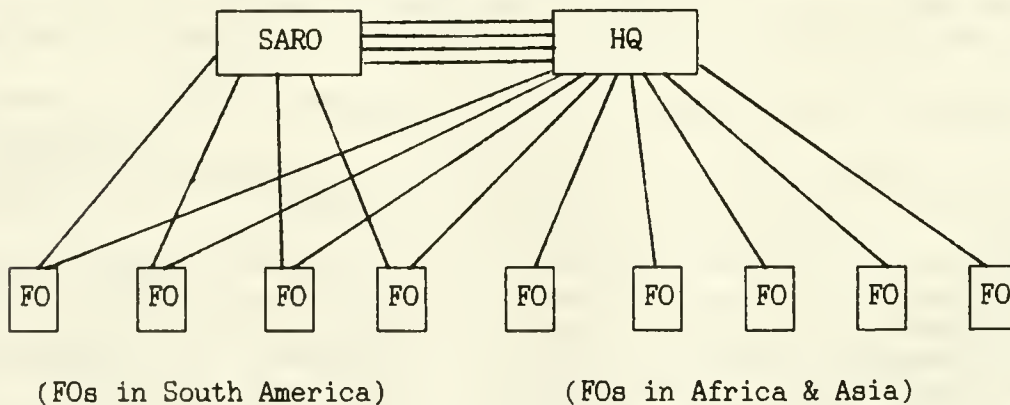 SARO HQ
FO FO FO FO FO FO FO FO FO
(FOs in South America) (FOs in Africa & Asia)